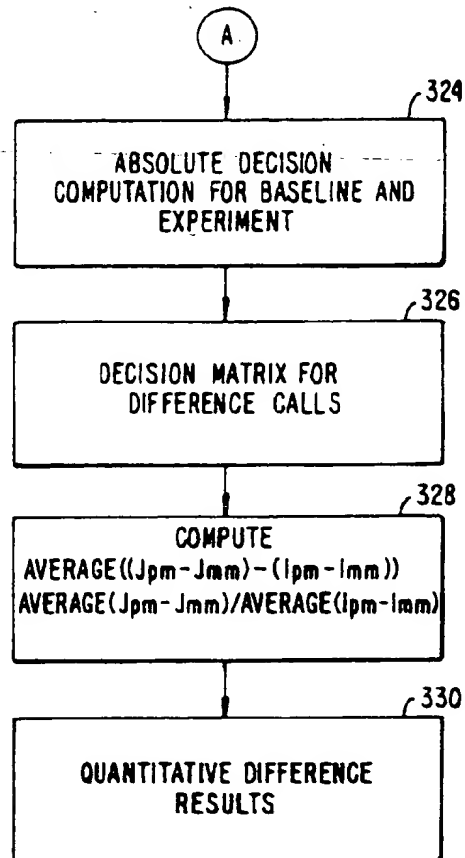 A
324
ABSOLUTE DECISION
COMPUTATION FOR BASELINE AND
EXPERIMENT
326
DECISION MATRIX FOR
DIFFERENCE CALLS
328
COMPUTE
AVERAGE((Jpm-Jmm)-(Ipm-Imm))
AVERAGE(Jpm-Jmm)/AVERAGE(Ipm-Imm)
330
QUANTITATIVE DIFFERENCE
RESULTS